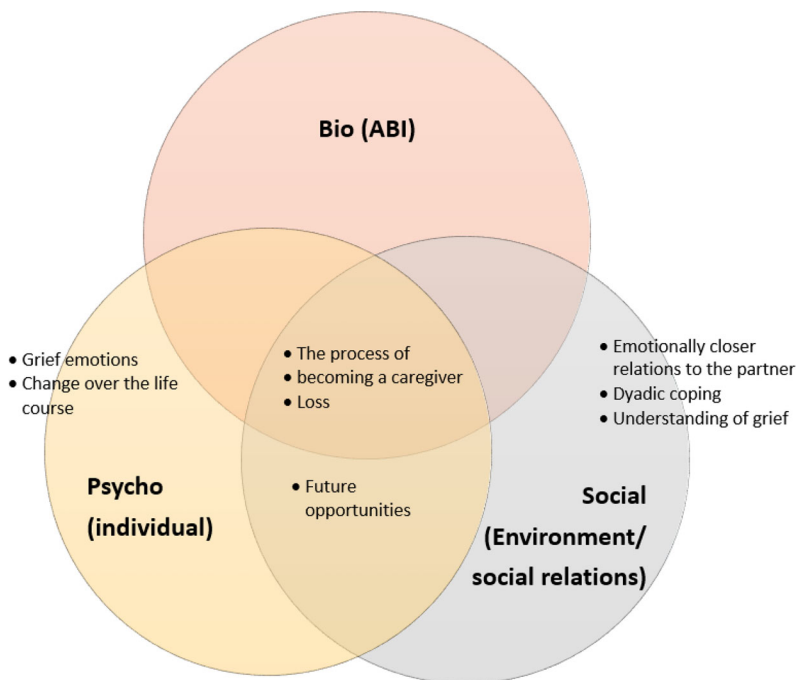 Bio (ABI)
• Grief emotions
• Change over the life
course
• The process of
• becoming a caregiver
• Loss
• Emotionally closer
relations to the partner
• Dyadic coping
• Understanding of grief
Psycho
(individual)
• Future
opportunities
Social
(Environment/
social relations)